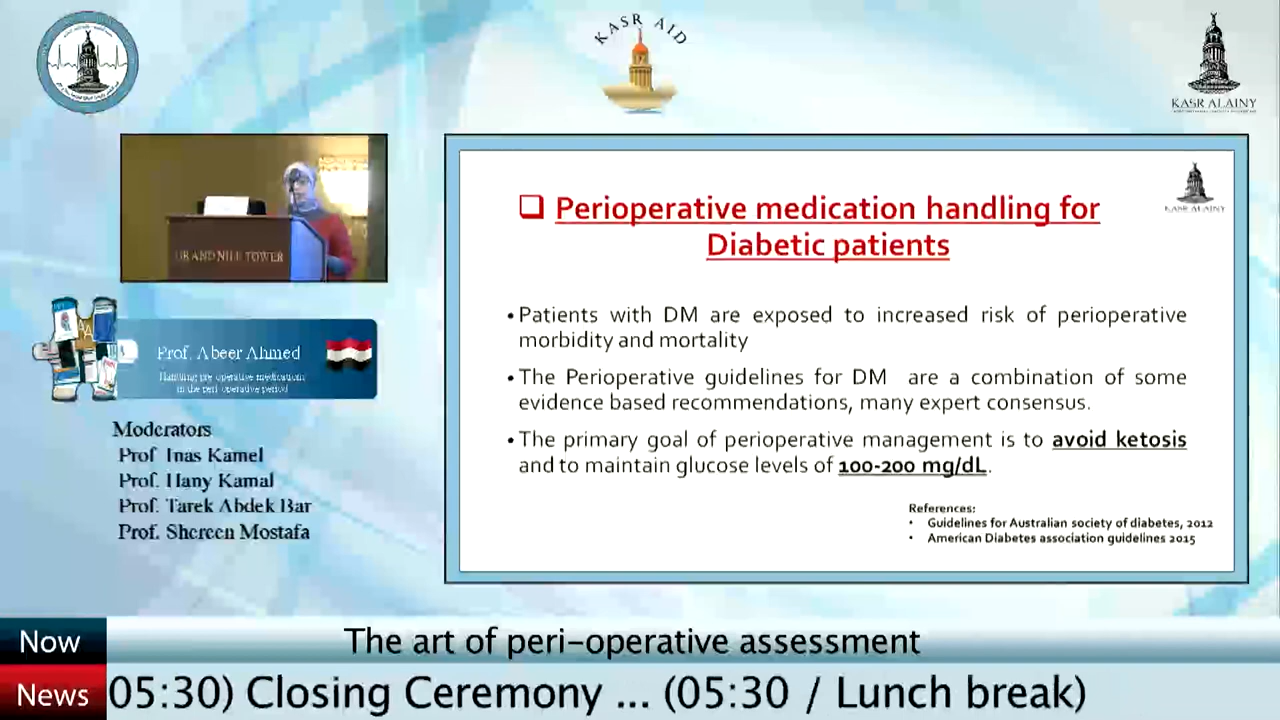 KASR AID
KASR ALAINY
GRAND NILE TOWER
Prof. Abeer Ahmed
Handling pre operative medications
in the peri operative period
Moderators
Prof. Inas Kamel
Prof. Hany Kamal
Prof. Tarek Abdek Bar
Prof. Shereen Mostafa
KASR ALAINY
❑ Perioperative medication handling for
Diabetic patients
• Patients with DM are exposed to increased risk of perioperative
morbidity and mortality
• The Perioperative guidelines for DM are a combination of some
evidence based recommendations, many expert consensus.
• The primary goal of perioperative management is to avoid ketosis
and to maintain glucose levels of 100-200 mg/dL.
References:
• Guidelines for Australian society of diabetes, 2012
• American Diabetes association guidelines 2015
Now
The art of peri-operative assessment
News
05:30) Closing Ceremony ... (05:30 / Lunch break)